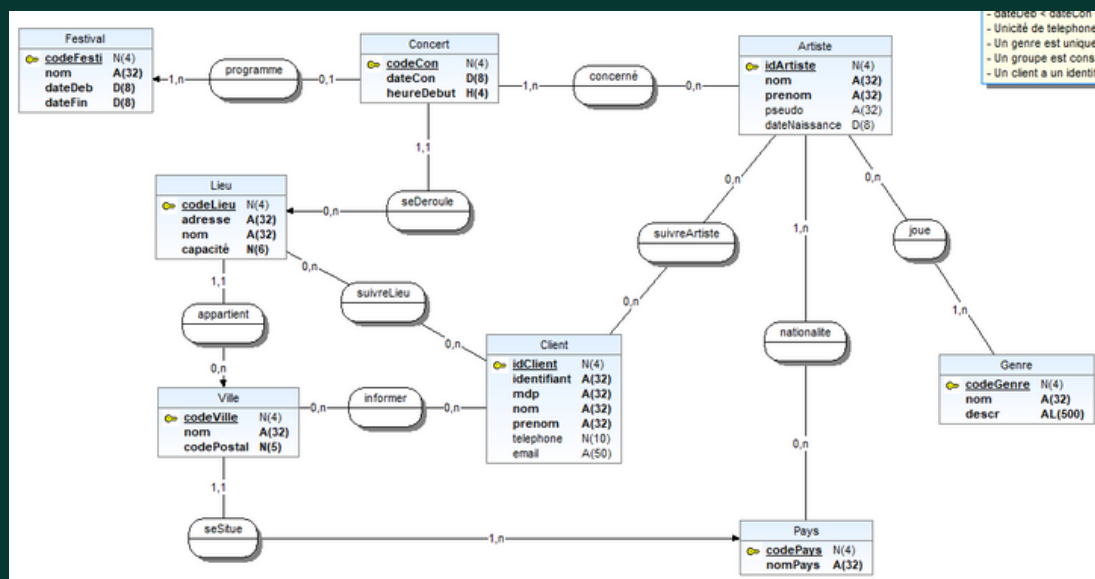 - dateDeb < dateCon
- Unicité de telephone
- Un genre est unique
- Un groupe est cons
- Un client a un identif
Festival
codeFesti N(4)
nom A(32)
dateDeb D(8)
dateFin D(8)
1,n
programme
0,1
Concert
codeCon N(4)
dateCon D(8)
heureDebut H(4)
1,n
concerné
0,n
Artiste
idArtiste N(4)
nom A(32)
prenom A(32)
pseudo A(32)
dateNaissance D(8)
1,1
seDeroule
0,n
Lieu
codeLieu N(4)
adresse A(32)
nom A(32)
capacité N(6)
0,n
suivreArtiste
0,n
1,n
nationalite
0,n
0,n
joue
1,n
0,n
suivreLieu
0,n
1,1
appartient
0,n
Client
idClient N(4)
identifiant A(32)
mdp A(32)
nom A(32)
prenom A(32)
telephone N(10)
email A(50)
Genre
codeGenre N(4)
nom A(32)
descr AL(500)
Ville
codeVille N(4)
nom A(32)
codePostal N(5)
0,n
informer
0,n
1,1
seSitue
1,n
Pays
codePays N(4)
nomPays A(32)